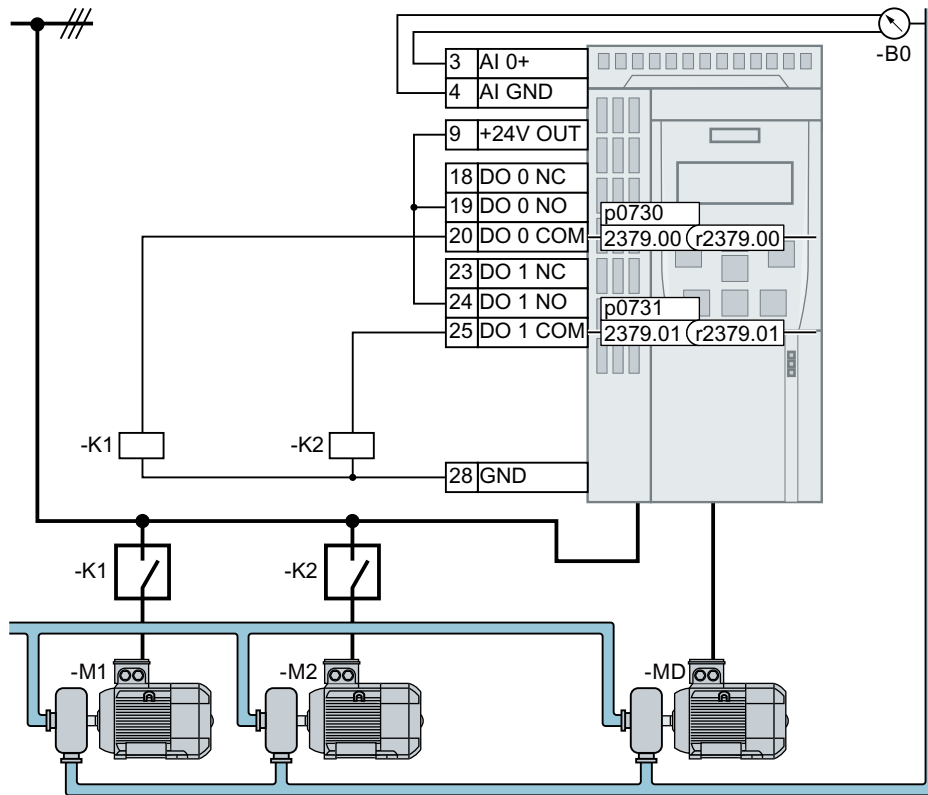 -B0
3 AI 0+
4 AI GND
9 +24V OUT
18 DO 0 NC
19 DO 0 NO
p0730
20 DO 0 COM 2379.00 r2379.00
23 DO 1 NC
24 DO 1 NO
p0731
25 DO 1 COM 2379.01 r2379.01
-K1 -K2
28 GND
-K1 -K2
-M1 -M2 -MD